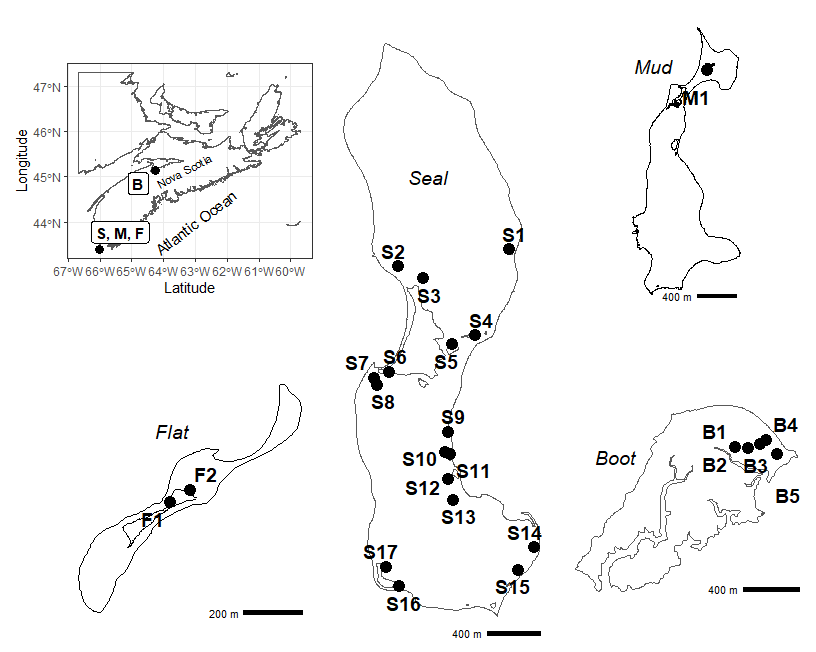 47°N
46°N
45°N
44°N
Longitude
B
Nova Scotia
Atlantic Ocean
S, M, F
67°W 66°W 65°W 64°W 63°W 62°W 61°W 60°W
Latitude
Seal
S1
S2
S3
S4
S5
S6
S7
S8
S9
S10
S11
S12
S13
S14
S15
S17
S16
400 m
Mud
M1
400 m
Flat
F2
F1
200 m
Boot
B1
B4
B2
B3
B5
400 m